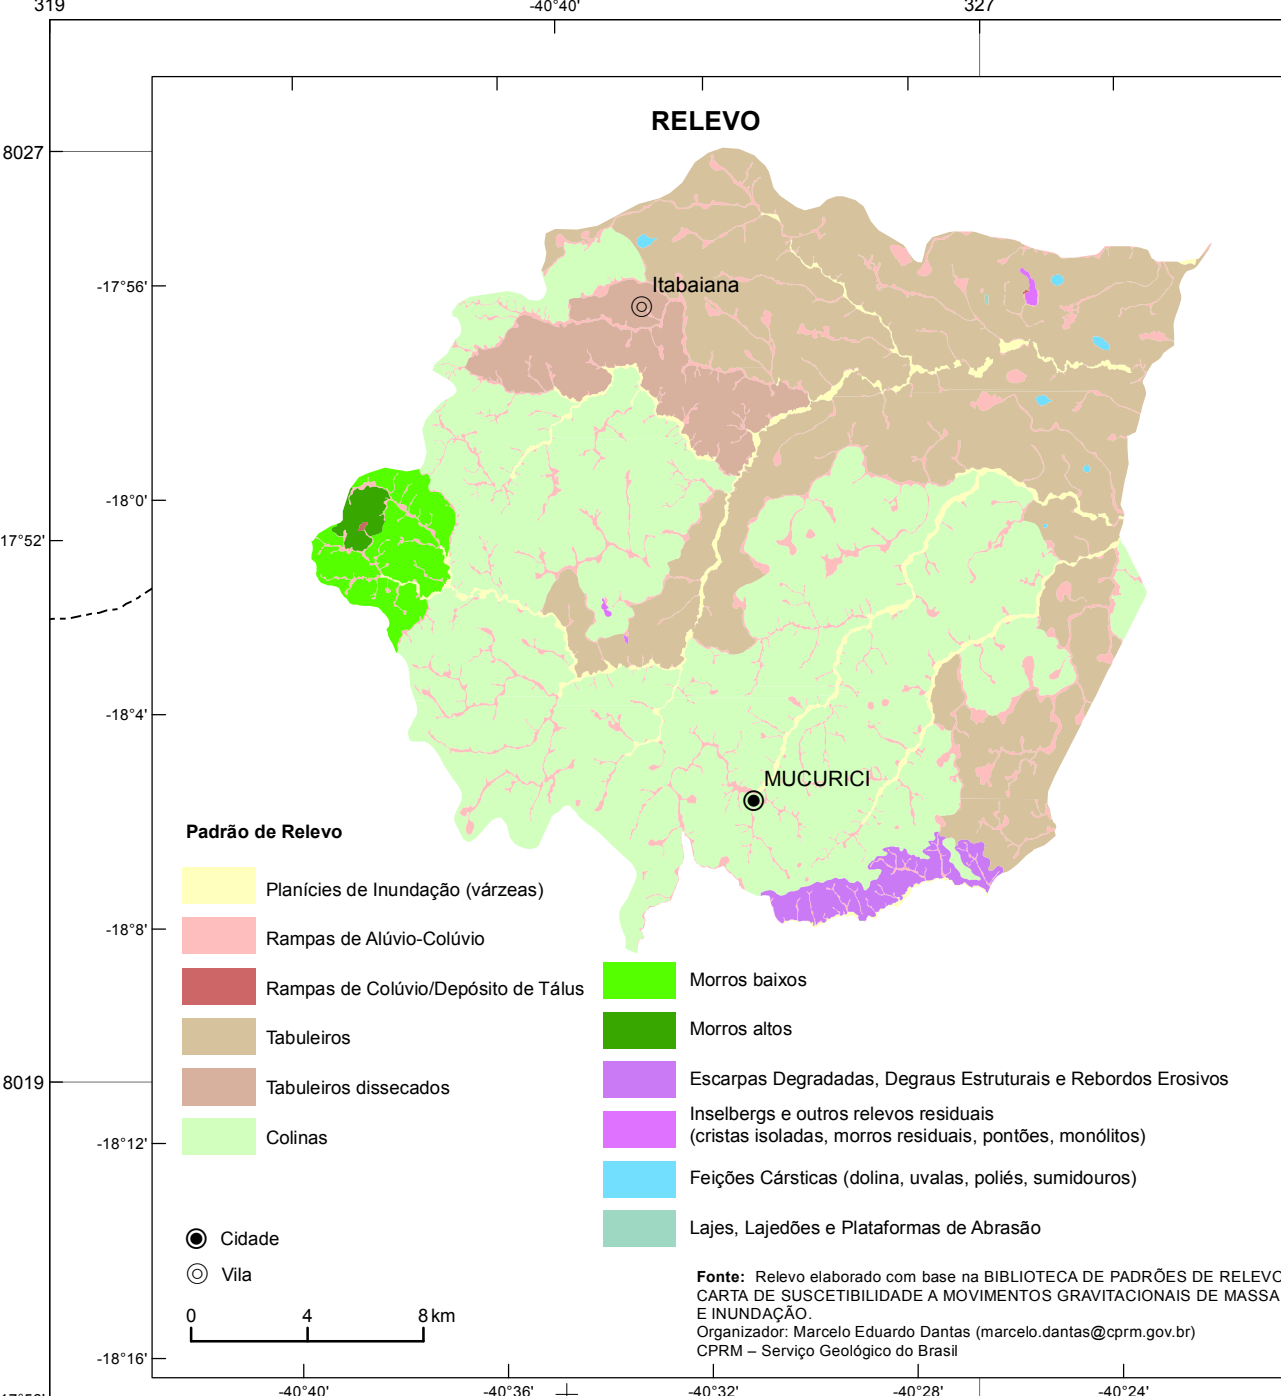 319 -40°40' 327
RELEVO
8027
Itabaiana
-17°56'
-18°0'
17°52'
-18°4'
MUCURICI
Padrão de Relevo
Planícies de Inundação (várzeas)
-18°8'
Rampas de Alúvio-Colúvio
Rampas de Colúvio/Depósito de Tálus
Tabuleiros
8019
Tabuleiros dissecados
Colinas
-18°12'
Morros baixos
Morros altos
Escarpas Degradadas, Degraus Estruturais e Rebordos Erosivos
Inselbergs e outros relevos residuais
(cristas isoladas, morros residuais, pontões, monólitos)
Feições Cársticas (dolina, uvalas, poliés, sumidouros)
Lajes, Lajedões e Plataformas de Abrasão
Cidade
Vila
0 4 8 km
Fonte: Relevo elaborado com base na BIBLIOTECA DE PADRÕES DE RELEVO
CARTA DE SUSCETIBILIDADE A MOVIMENTOS GRAVITACIONAIS DE MASSA
E INUNDAÇÃO.
Organizador: Marcelo Eduardo Dantas (marcelo.dantas@cprm.gov.br)
CPRM – Serviço Geológico do Brasil
-18°16'
-40°40' -40°36' -40°32' -40°28' -40°24'